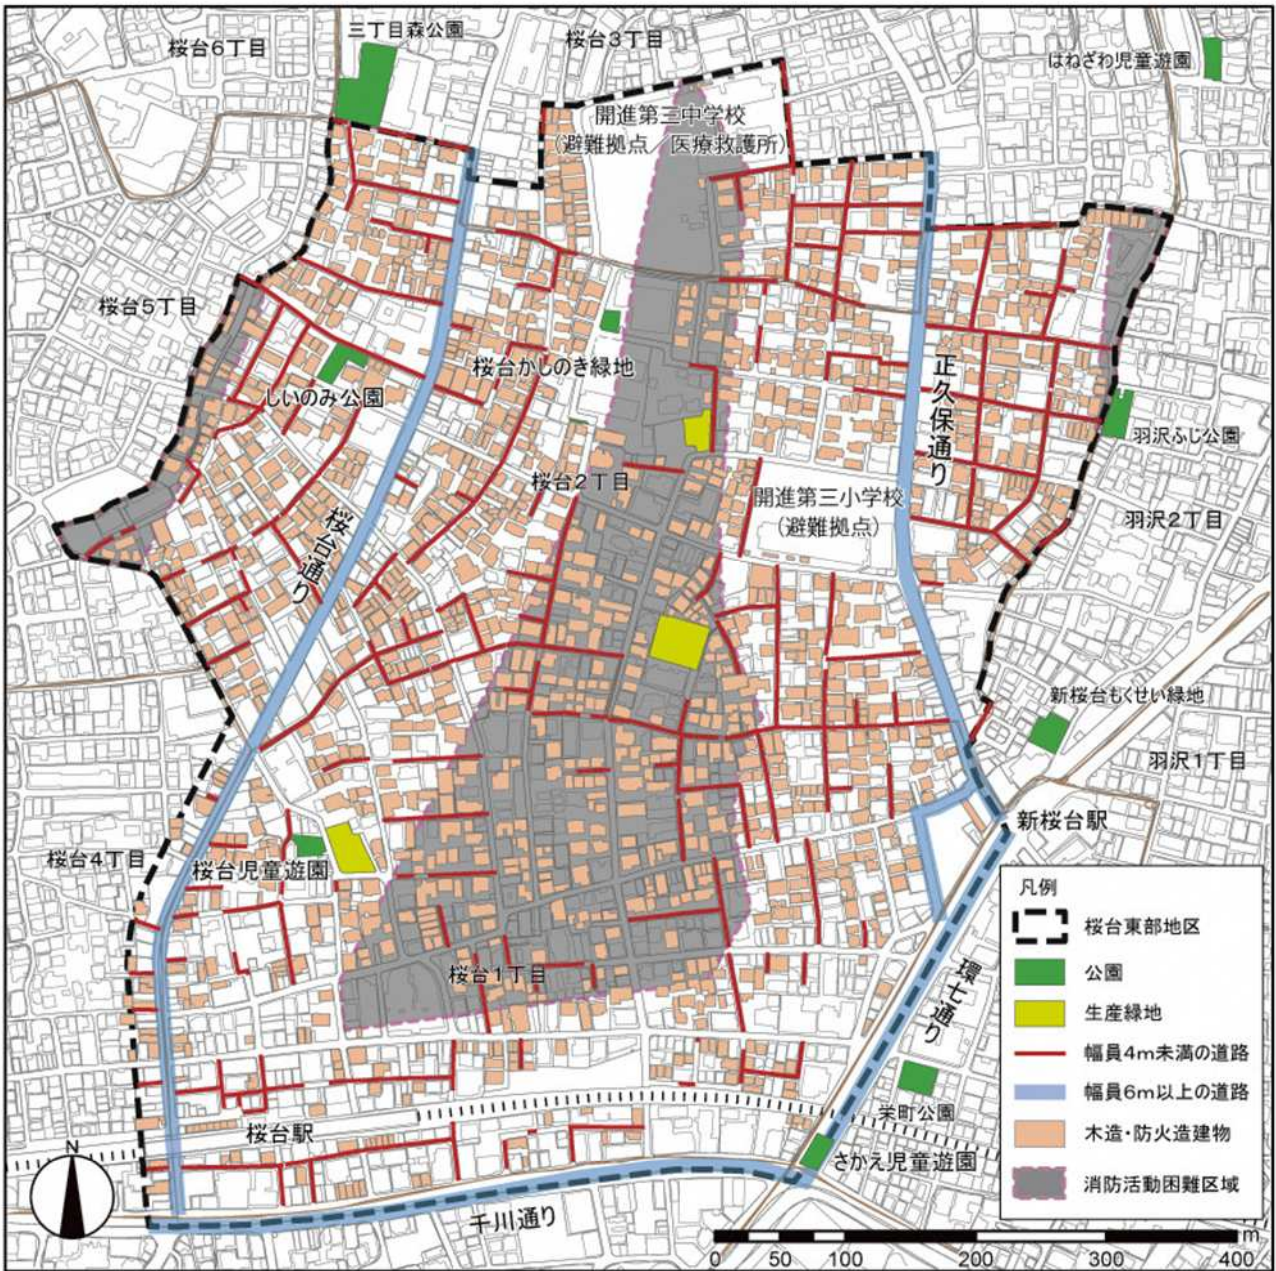 三丁目森公園
桜台6丁目
桜台3丁目
はねざわ児童遊園
開進第三中学校
(避難拠点/医療救護所)
桜台5丁目
しいのみ公園
桜台かしのき緑地
正久保通り
羽沢ふじ公園
桜台2丁目
開進第三小学校
(避難拠点)
羽沢2丁目
桜台通り
新桜台もくせい緑地
羽沢1丁目
新桜台駅
桜台4丁目
桜台児童遊園
桜台1丁目
環七通り
凡例
桜台東部地区
公園
生産緑地
幅員4m未満の道路
幅員6m以上の道路
木造・防火造建物
消防活動困難区域
栄町公園
桜台駅
さかえ児童遊園
千川通り
N
0 50 100 200 300 400
m